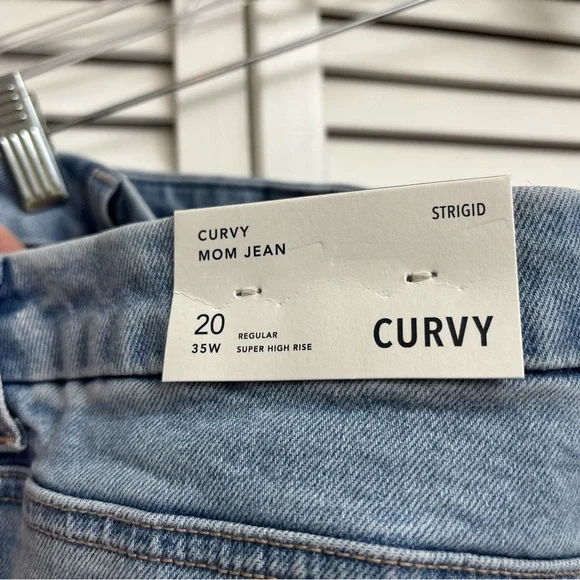 STRIGID
CURVY
MOM JEAN
20
REGULAR
35W
SUPER HIGH RISE
CURVY